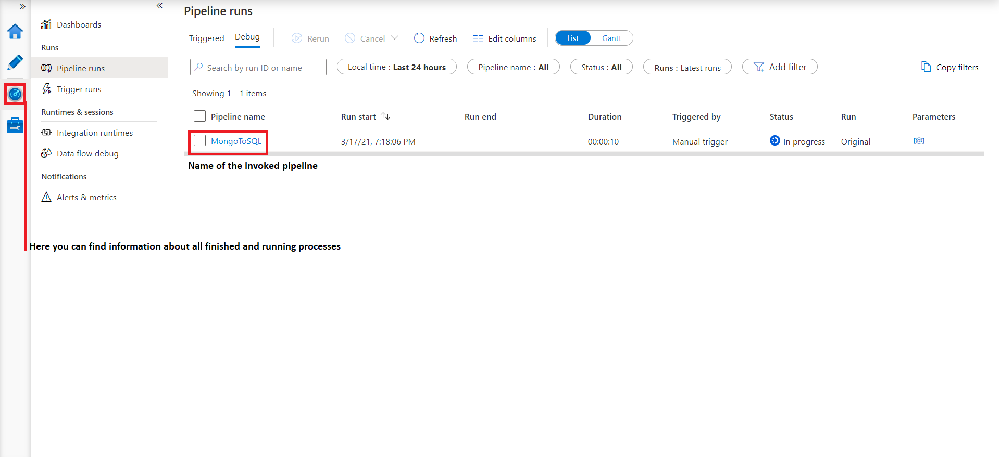 Dashboards
Runs
Pipeline runs
Trigger runs
Runtimes & sessions
Integration runtimes
Data flow debug
Notifications
Alerts & metrics
Pipeline runs
Triggered Debug Rerun Cancel Refresh Edit columns List Gantt
Search by run ID or name Local time : Last 24 hours Pipeline name : All Status : All Runs : Latest runs Add filter Copy filters
Showing 1 - 1 items
Pipeline name Run start Run end Duration Triggered by Status Run Parameters
MongoToSQL 3/17/21, 7:18:06 PM -- 00:00:10 Manual trigger In progress Original [@]
Name of the invoked pipeline
Here you can find information about all finished and running processes